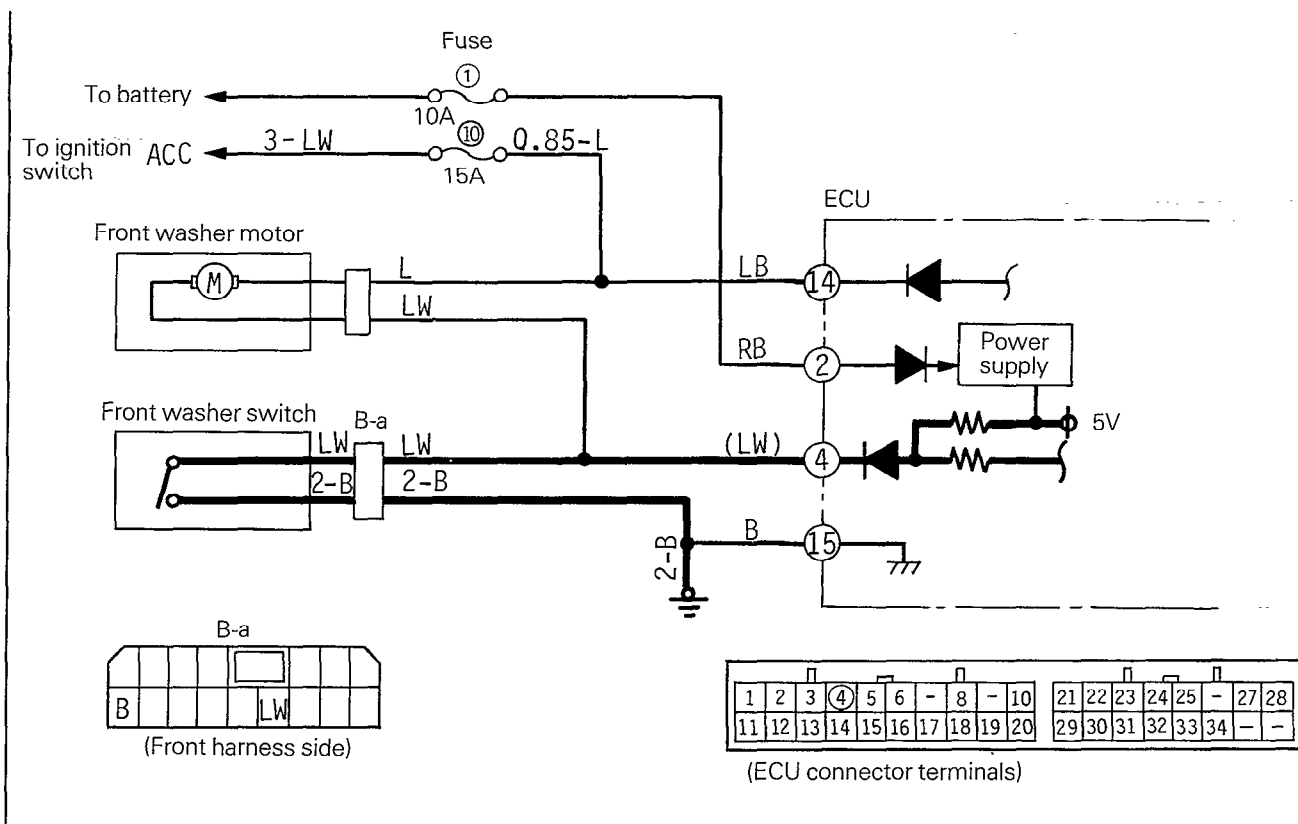 Fuse
①
To battery
10A
⑩
To ignition switch
ACC
3-LW
0.85-L
15A
ECU
Front washer motor
M
L
LB
14
LW
RB
2
Power
supply
Front washer switch
B-a
LW
LW
(LW)
4
5V
2-B
2-B
B
15
2-B
B-a
B
LW
(Front harness side)
1 2 3 ④ 5 6 - 8 - 10
11 12 13 14 15 16 17 18 19 20
21 22 23 24 25 - 27 28
29 30 31 32 33 34 - -
(ECU connector terminals)